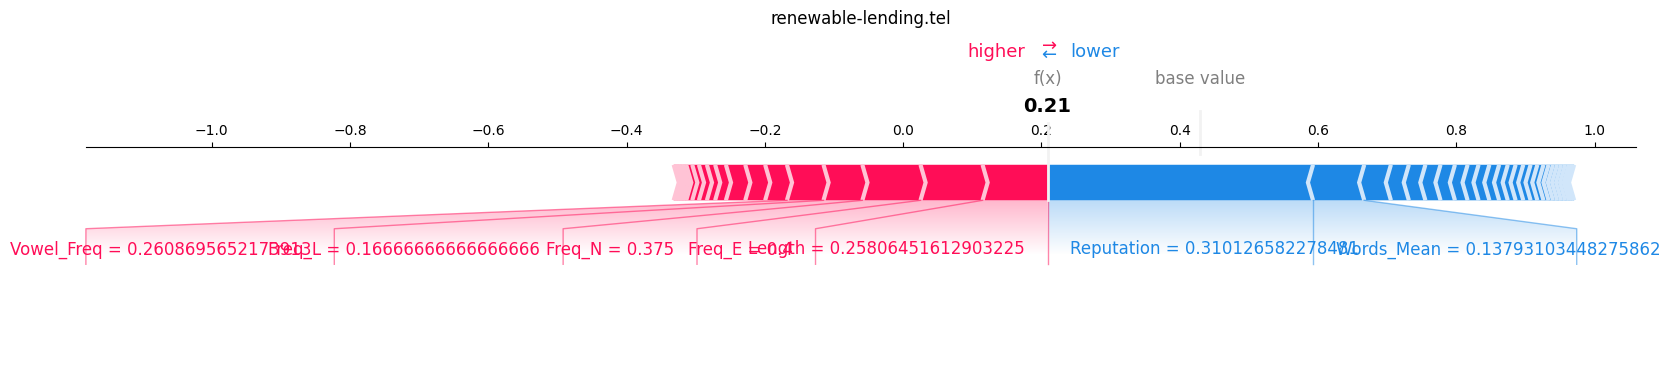 renewable-lending.tel
higher ⇄ lower
f(x) base value
0.21
−1.0 −0.8 −0.6 −0.4 −0.2 0.0 0.2 0.4 0.6 0.8 1.0
Vowel_Freq = 0.2608695652173913 Freq_L = 0.16666666666666666 Freq_N = 0.375 Freq_E = 0.4 Length = 0.25806451612903225 Reputation = 0.310126582278481 Words_Mean = 0.13793103448275862